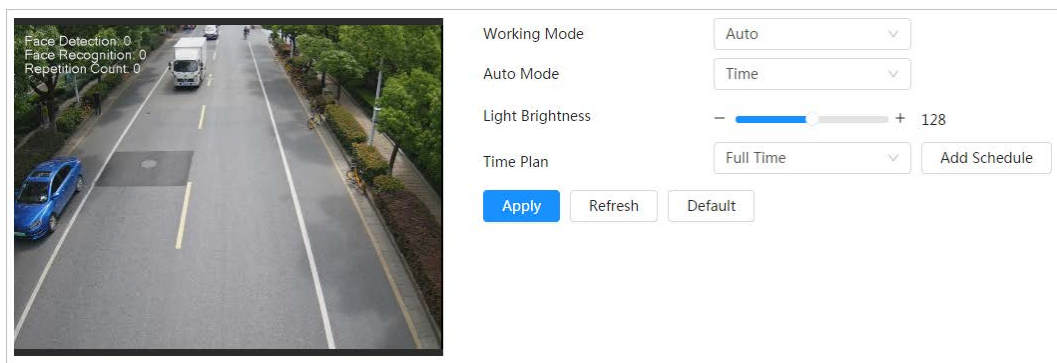 Face Detection: 0
Face Recognition: 0
Repetition Count: 0
Working Mode Auto
Auto Mode Time
Light Brightness − + 128
Time Plan Full Time Add Schedule
Apply Refresh Default